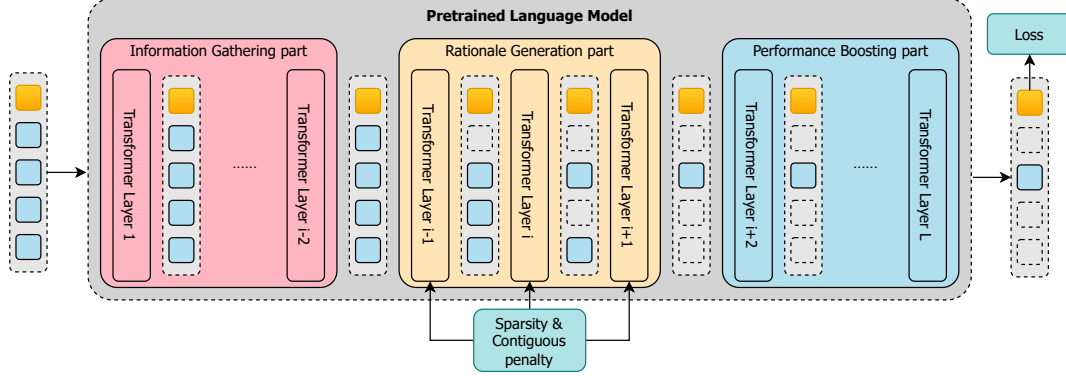 Pretrained Language Model
Loss
Information Gathering part
Rationale Generation part
Performance Boosting part
Transformer Layer 1
......
Transformer Layer i-2
Transformer Layer i-1
Transformer Layer i
Transformer Layer i+1
Transformer Layer i+2
......
Transformer Layer L
Sparsity &
Contiguous
penalty